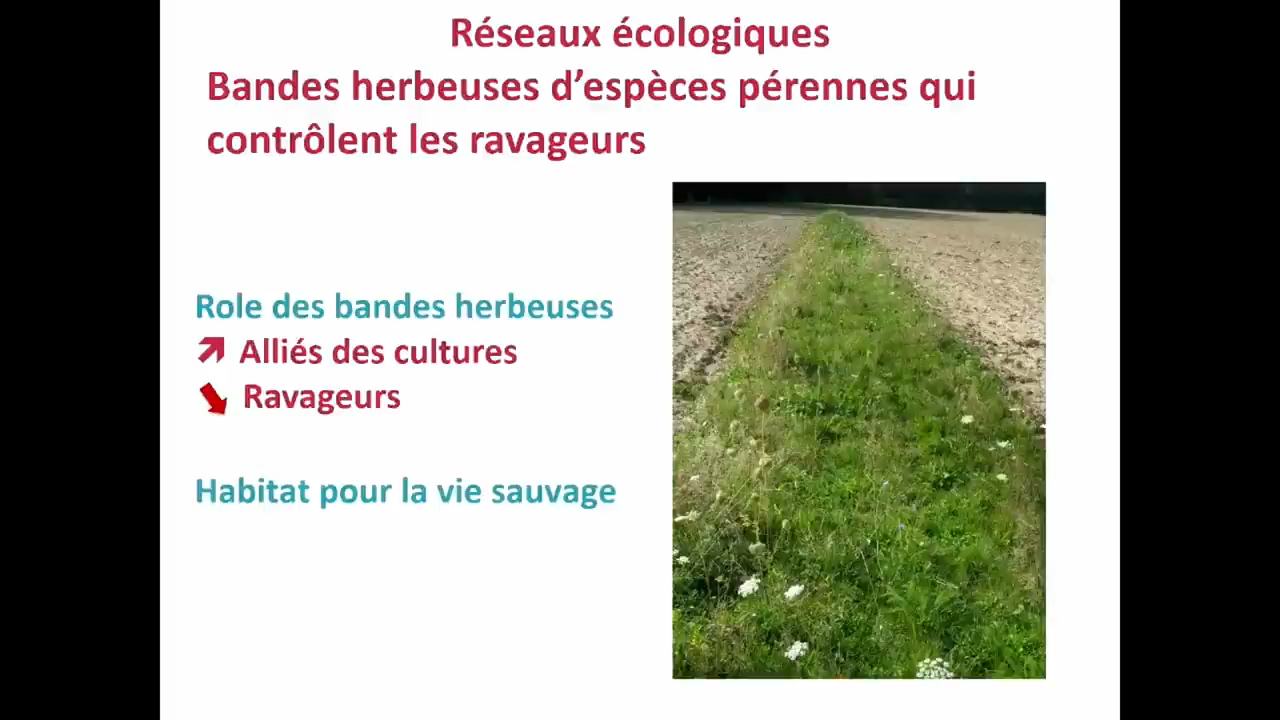 Réseaux écologiques
Bandes herbeuses d’espèces pérennes qui
contrôlent les ravageurs
Role des bandes herbeuses
Alliés des cultures
Ravageurs
Habitat pour la vie sauvage